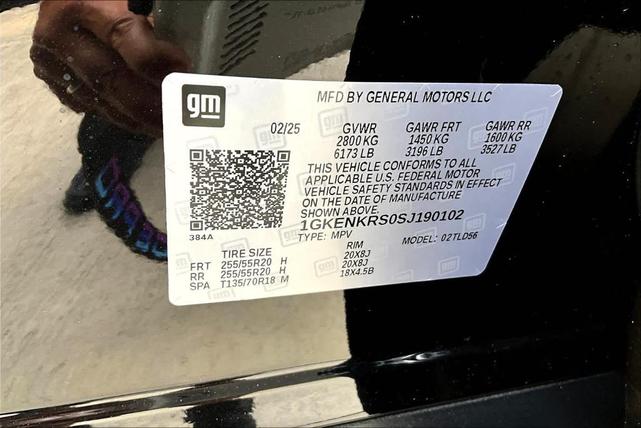 gm
MFD BY GENERAL MOTORS LLC
02/25 GVWR GAWR FRT GAWR RR
2800 KG 1450 KG 1600 KG
6173 LB 3196 LB 3527 LB
THIS VEHICLE CONFORMS TO ALL
APPLICABLE U.S. FEDERAL MOTOR
VEHICLE SAFETY STANDARDS IN EFFECT
ON THE DATE OF MANUFACTURE
SHOWN ABOVE.
1GKENKRS0SJ190102
384A TYPE: MPV MODEL: 02TLD56
TIRE SIZE RIM
FRT 255/55R20 H 20X8J
RR 255/55R20 H 20X8J
SPA T135/70R18 M 18X4.5B